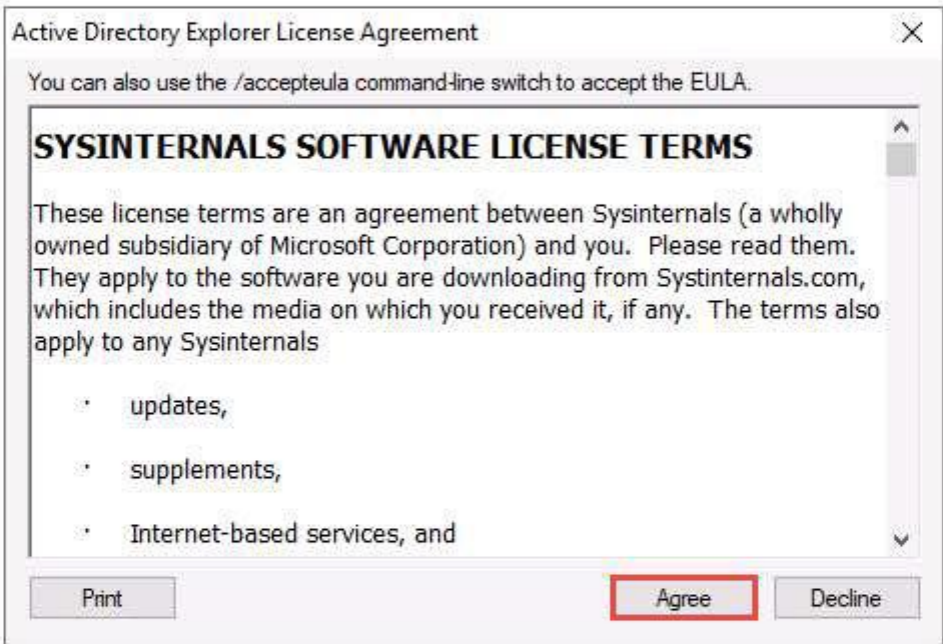 Active Directory Explorer License Agreement
You can also use the /accepteula command-line switch to accept the EULA.
SYSINTERNALS SOFTWARE LICENSE TERMS
These license terms are an agreement between Sysinternals (a wholly
owned subsidiary of Microsoft Corporation) and you.  Please read them.
They apply to the software you are downloading from Systinternals.com,
which includes the media on which you received it, if any.  The terms also
apply to any Sysinternals
· updates,
· supplements,
· Internet-based services, and
Print Agree Decline